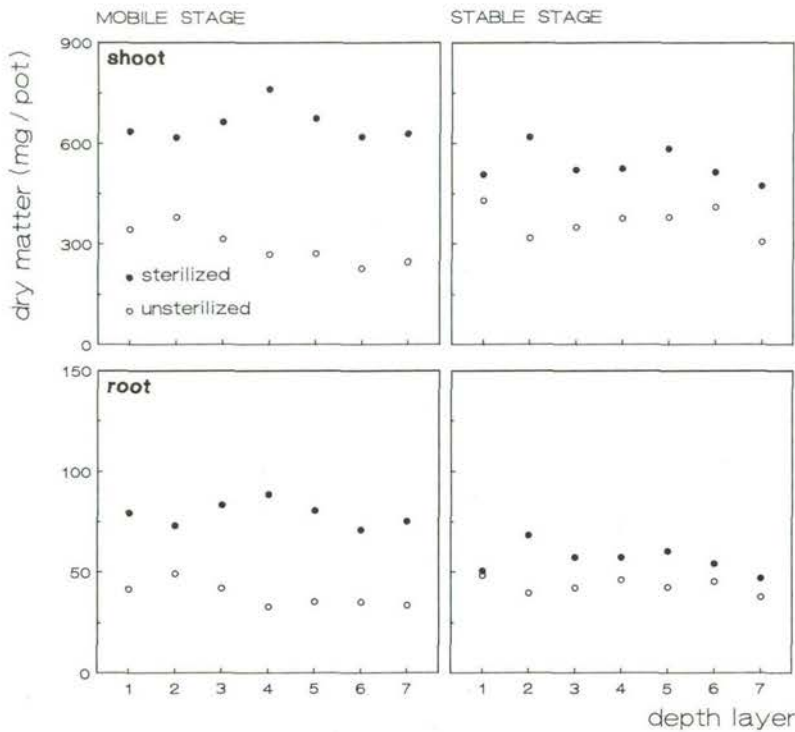 MOBILE STAGE
STABLE STAGE
dry matter (mg / pot)
900
600
300
0
shoot
sterilized
unsterilized
150
100
50
0
root
1 2 3 4 5 6 7
1 2 3 4 5 6 7
depth layer